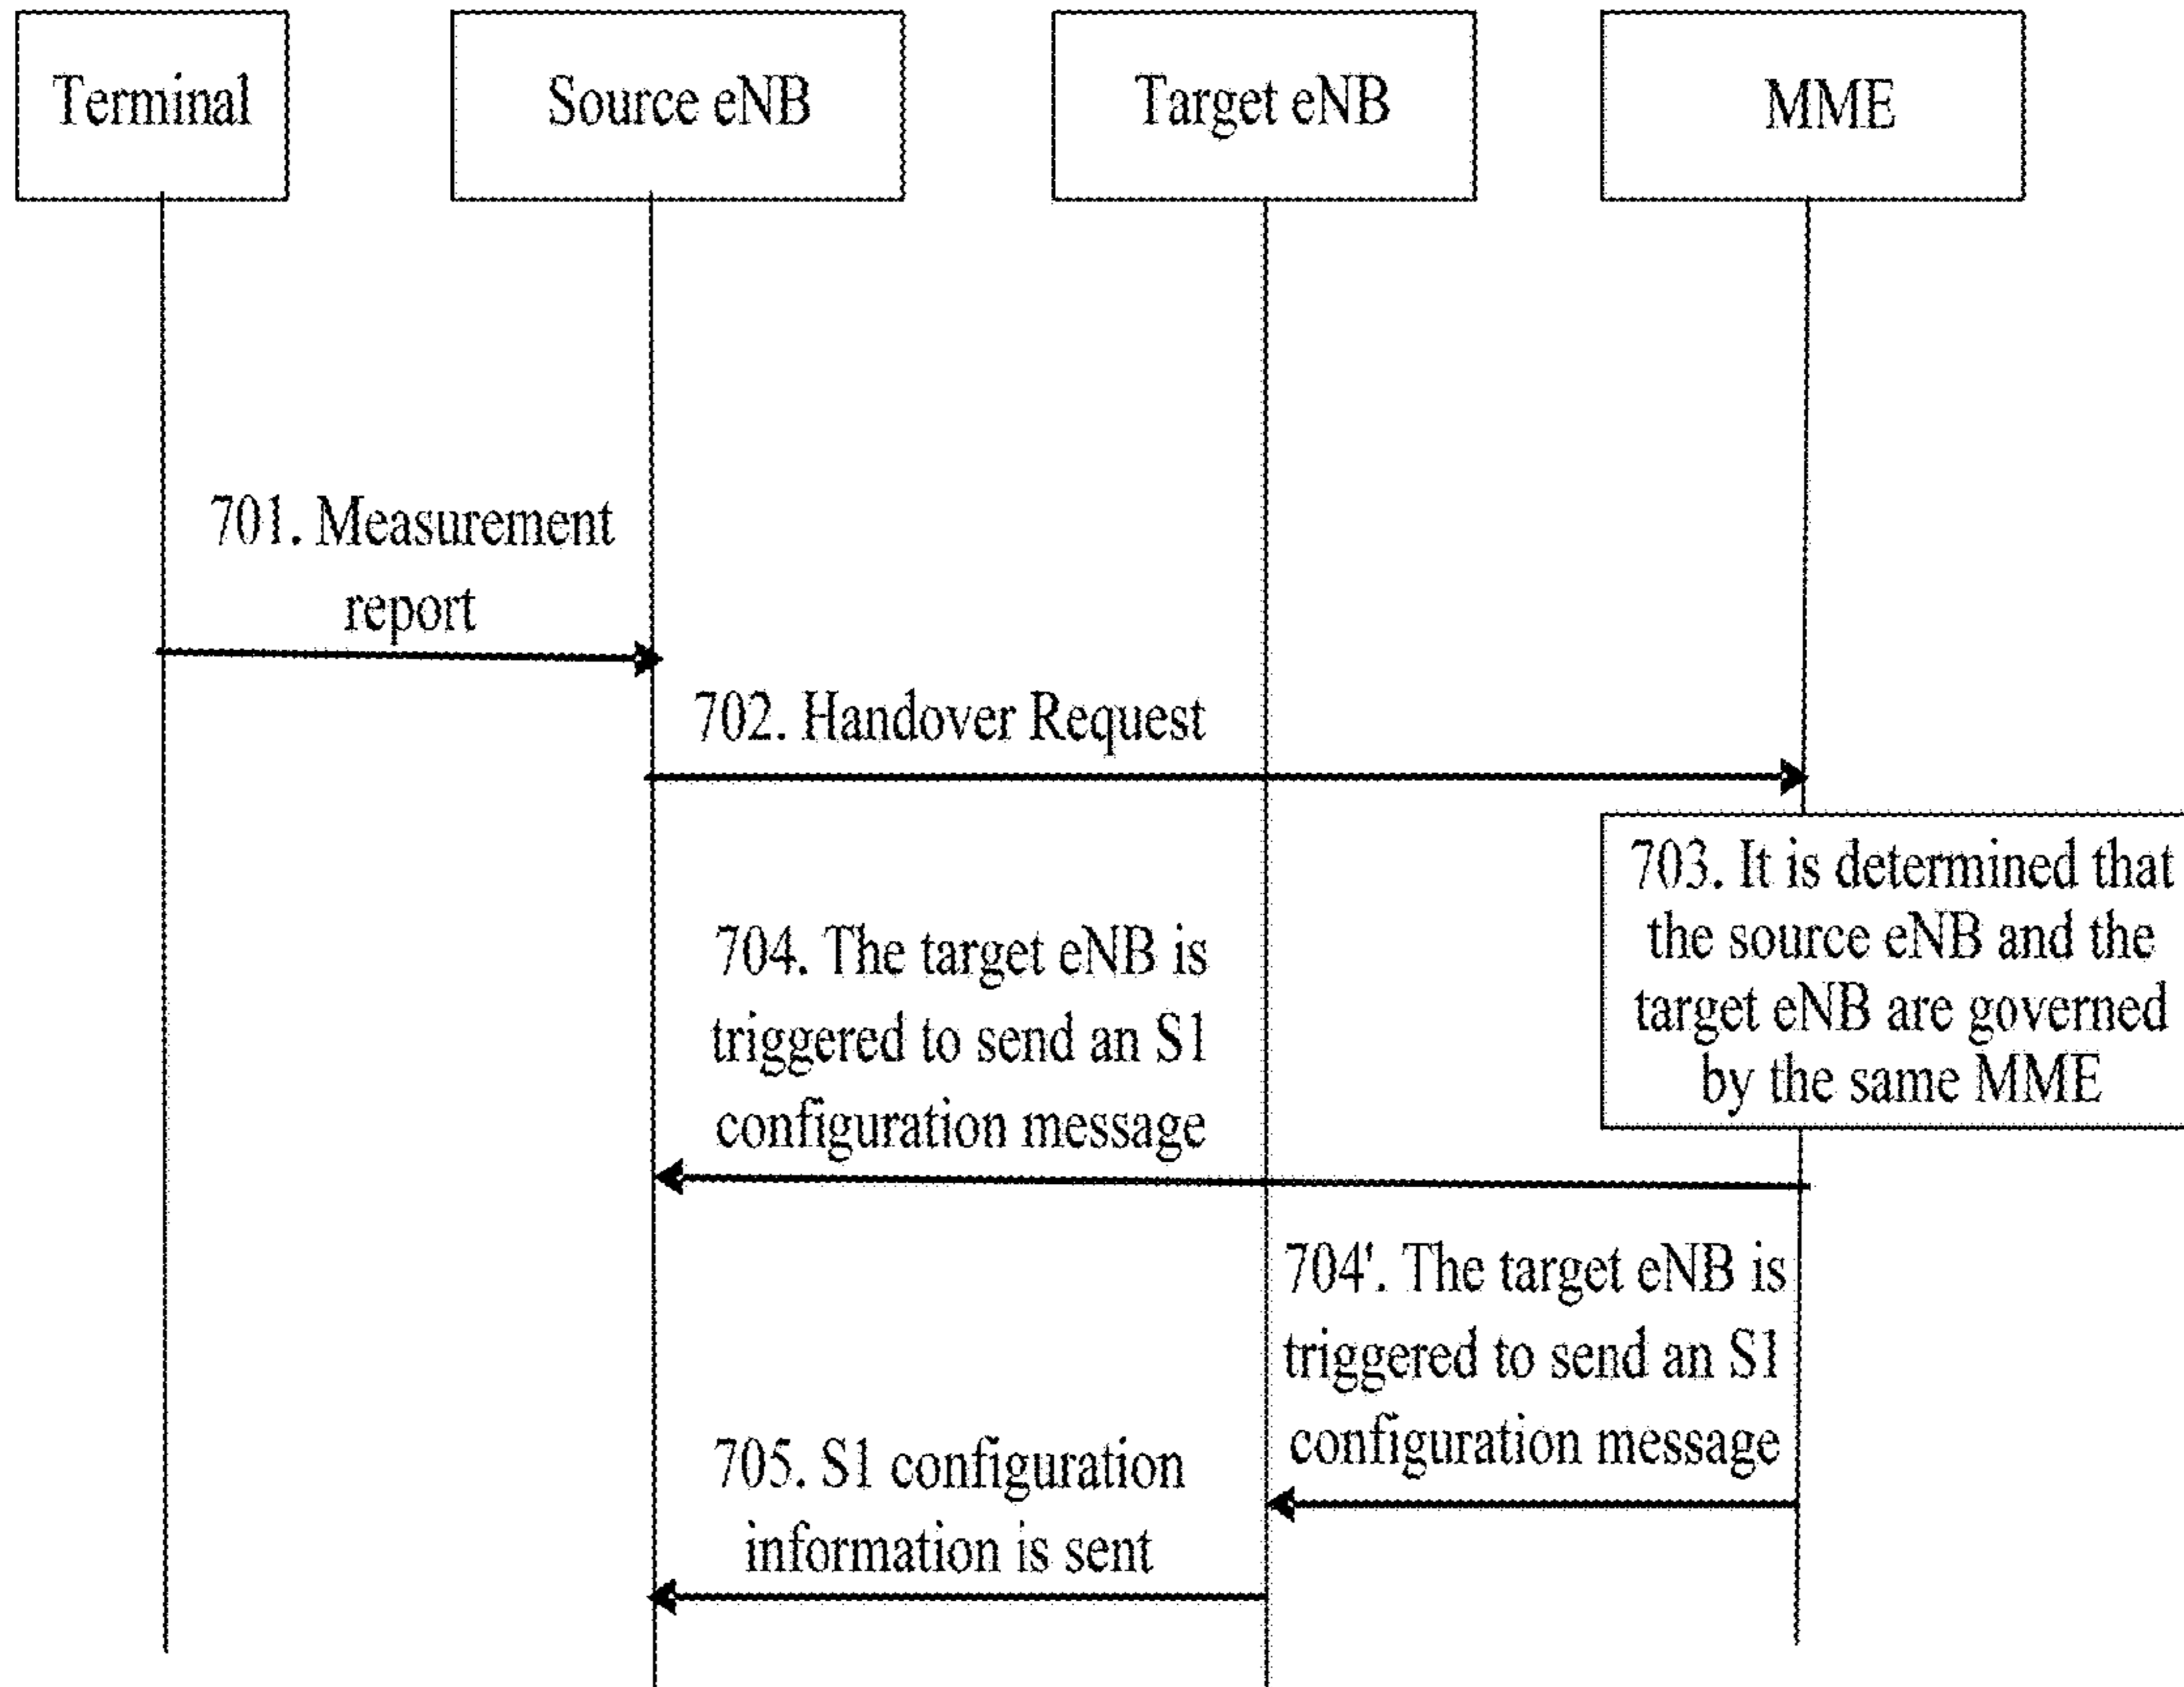 Terminal
Source eNB
Target eNB
MME
701. Measurement
report
702. Handover Request
703. It is determined that
the source eNB and the
target eNB are governed
by the same MME
704. The target eNB is
triggered to send an S1
configuration message
704'. The target eNB is
triggered to send an S1
configuration message
705. S1 configuration
information is sent